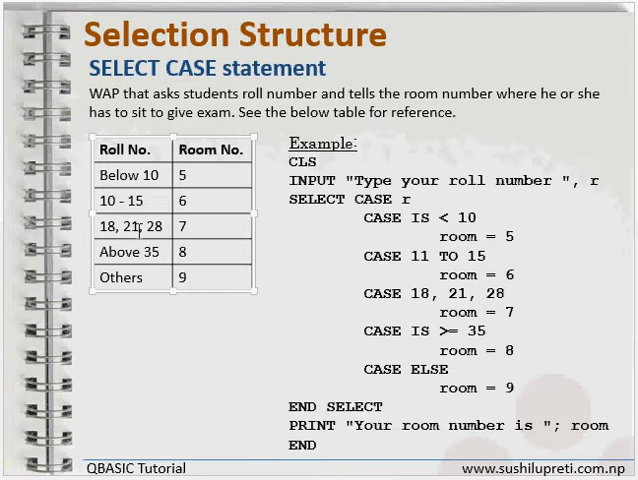 Selection Structure
SELECT CASE statement
WAP that asks students roll number and tells the room number where he or she
has to sit to give exam. See the below table for reference.
Roll No. Room No.
Below 10 5
10 - 15 6
18, 21, 28 7
Above 35 8
Others 9
Example:
CLS
INPUT "Type your roll number ", r
SELECT CASE r
CASE IS < 10
room = 5
CASE 11 TO 15
room = 6
CASE 18, 21, 28
room = 7
CASE IS >= 35
room = 8
CASE ELSE
room = 9
END SELECT
PRINT "Your room number is "; room
END
QBASIC Tutorial www.sushilupreti.com.np